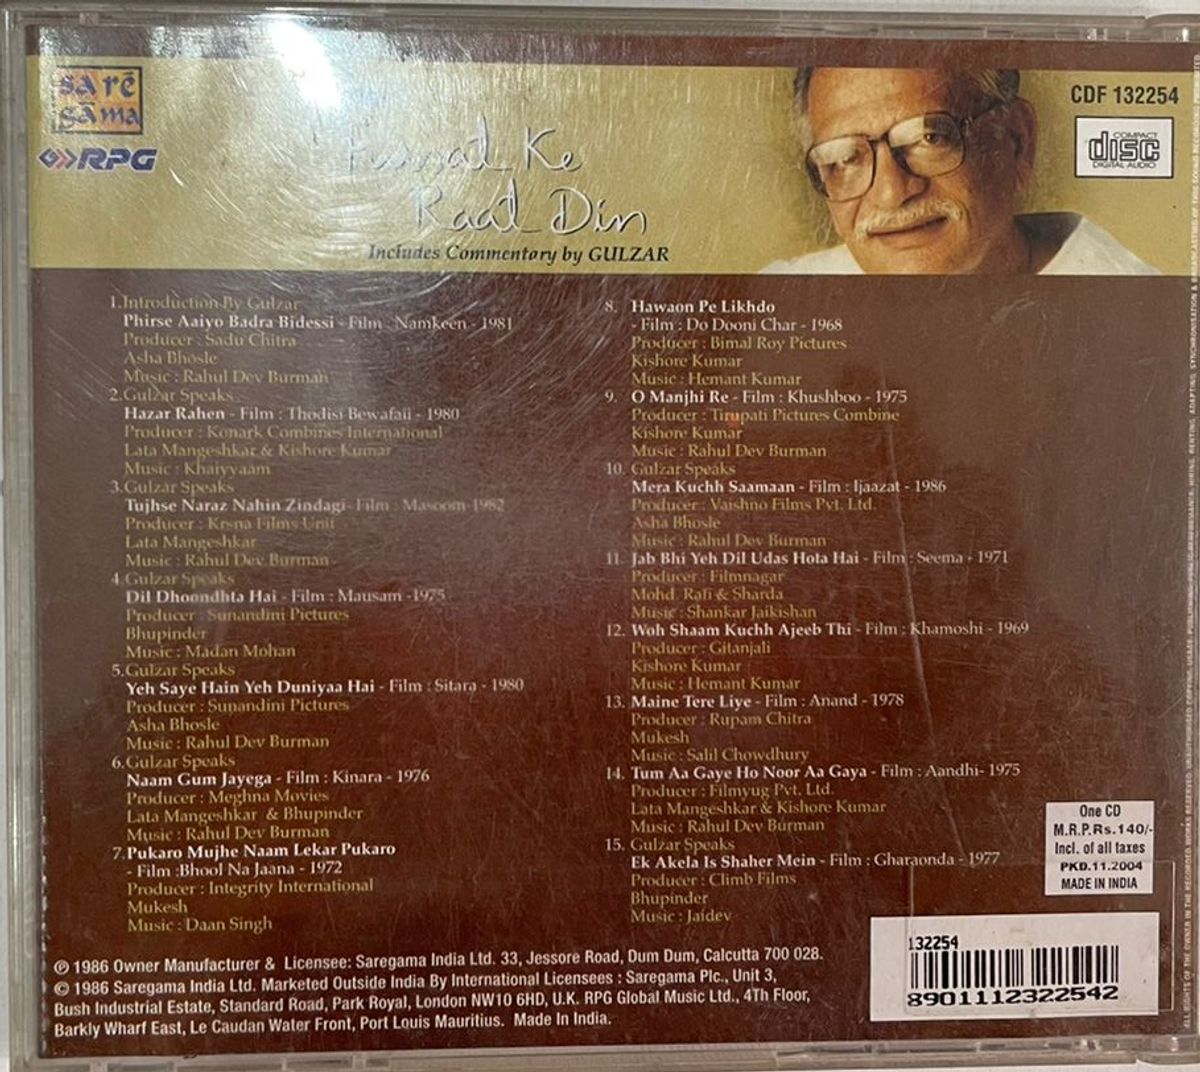 sa rē
gāma
RPG
Fursat Ke
Raat Din
Includes Commentary by GULZAR
CDF 132254
COMPACT
disc
DIGITAL AUDIO
1.Introduction By Gulzar
Phirse Aaiyo Badra Bidessi - Film : Namkeen - 1981
Producer : Sadu Chitra
Asha Bhosle
Music : Rahul Dev Burman
2.Gulzar Speaks
Hazar Rahen - Film : Thodisi Bewafaii - 1980
Producer : Konark Combines International
Lata Mangeshkar & Kishore Kumar
Music : Khaiyyaam
3.Gulzar Speaks
Tujhse Naraz Nahin Zindagi- Film : Masoom-1982
Producer : Krsna Films Unit
Lata Mangeshkar
Music : Rahul Dev Burman
4.Gulzar Speaks
Dil Dhoondhta Hai - Film : Mausam -1975
Producer : Sunandini Pictures
Bhupinder
Music : Madan Mohan
5.Gulzar Speaks
Yeh Saye Hain Yeh Duniyaa Hai - Film : Sitara - 1980
Producer : Sunandini Pictures
Asha Bhosle
Music : Rahul Dev Burman
6.Gulzar Speaks
Naam Gum Jayega - Film : Kinara - 1976
Producer : Meghna Movies
Lata Mangeshkar & Bhupinder
Music : Rahul Dev Burman
7.Pukaro Mujhe Naam Lekar Pukaro
- Film :Bhool Na Jaana - 1972
Producer : Integrity International
Mukesh
Music : Daan Singh
8. Hawaon Pe Likhdo
- Film : Do Dooni Char - 1968
Producer : Bimal Roy Pictures
Kishore Kumar
Music : Hemant Kumar
9. O Manjhi Re - Film : Khushboo - 1975
Producer : Tirupati Pictures Combine
Kishore Kumar
Music : Rahul Dev Burman
10. Gulzar Speaks
Mera Kuchh Saamaan - Film : Ijaazat - 1986
Producer : Vaishno Films Pvt. Ltd.
Asha Bhosle
Music : Rahul Dev Burman
11. Jab Bhi Yeh Dil Udas Hota Hai - Film : Seema - 1971
Producer : Filmnagar
Mohd. Rafi & Sharda
Music : Shankar Jaikishan
12. Woh Shaam Kuchh Ajeeb Thi - Film : Khamoshi - 1969
Producer : Gitanjali
Kishore Kumar
Music : Hemant Kumar
13. Maine Tere Liye - Film : Anand - 1978
Producer : Rupam Chitra
Mukesh
Music : Salil Chowdhury
14. Tum Aa Gaye Ho Noor Aa Gaya - Film : Aandhi- 1975
Producer : Filmyug Pvt. Ltd.
Lata Mangeshkar & Kishore Kumar
Music : Rahul Dev Burman
15. Gulzar Speaks
Ek Akela Is Shaher Mein - Film : Gharaonda - 1977
Producer : Climb Films
Bhupinder
Music : Jaidev
One CD
M.R.P.Rs.140/-
Incl. of all taxes
PKD.11.2004
MADE IN INDIA
132254
8901112322542
℗ 1986 Owner Manufacturer & Licensee: Saregama India Ltd. 33, Jessore Road, Dum Dum, Calcutta 700 028.
© 1986 Saregama India Ltd. Marketed Outside India By International Licensees : Saregama Plc., Unit 3,
Bush Industrial Estate, Standard Road, Park Royal, London NW10 6HD, U.K. RPG Global Music Ltd., 4Th Floor,
Barkly Wharf East, Le Caudan Water Front, Port Louis Mauritius. Made In India.